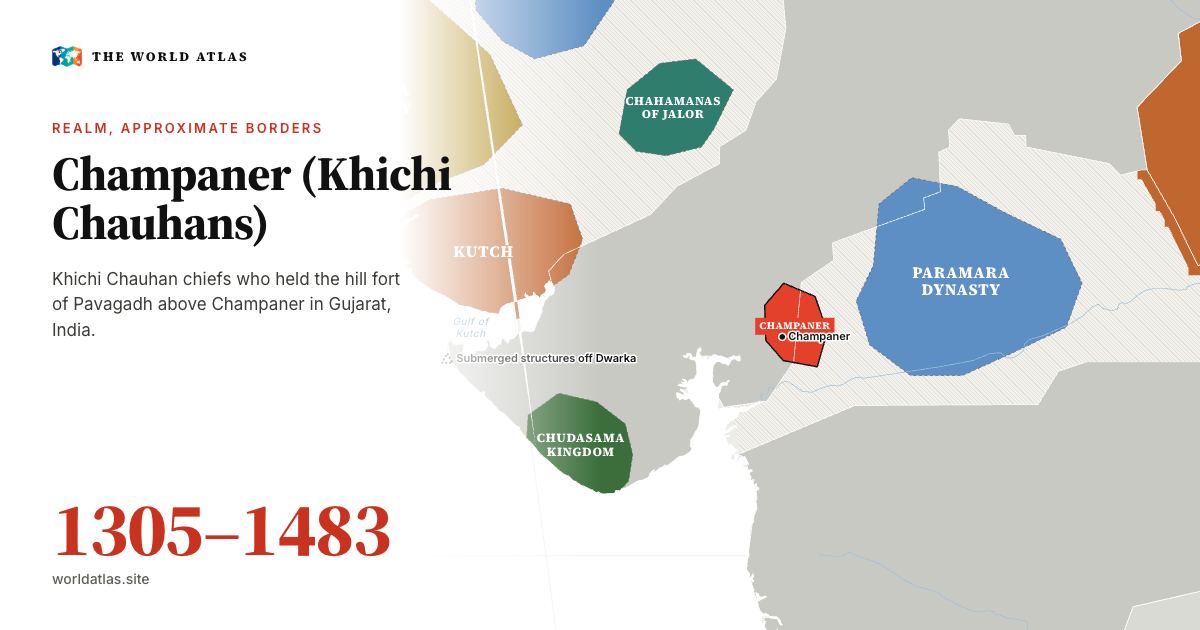 THE WORLD ATLAS
REALM, APPROXIMATE BORDERS
Champaner (Khichi
Chauhans)
Khichi Chauhan chiefs who held the hill fort
of Pavagadh above Champaner in Gujarat,
India.
1305–1483
worldatlas.site
CHAHAMANAS
OF JALOR
KUTCH
PARAMARA
DYNASTY
Gulf of
Kutch
CHAMPANER
Champaner
Submerged structures off Dwarka
CHUDASAMA
KINGDOM